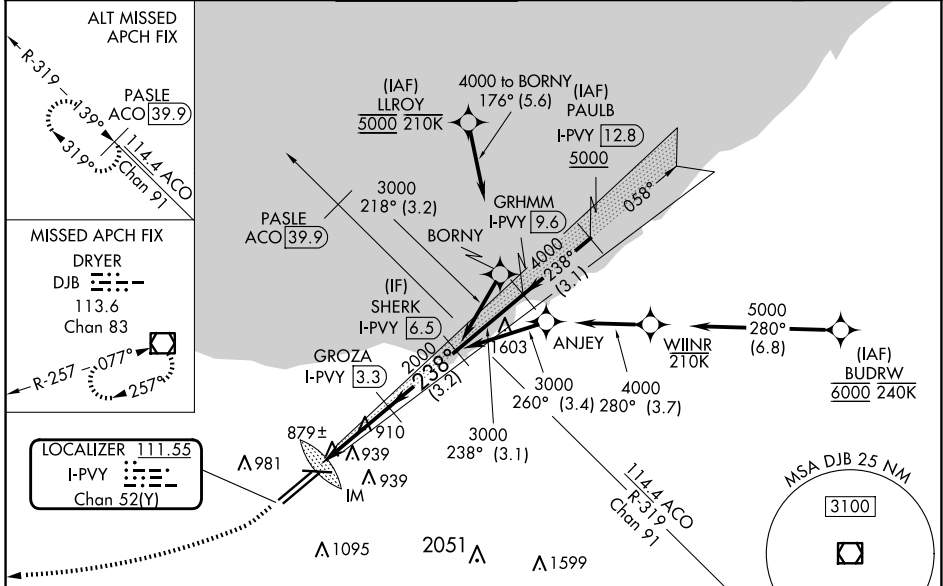 ALT MISSED
APCH FIX
R-319
PASLE
ACO 39.9
139°
319°
114.4 ACO
Chan 91
MISSED APCH FIX
DRYER
DJB
113.6
Chan 83
R-257
077°
257°
LOCALIZER 111.55
I-PVY
Chan 52(Y)
(IAF)
LLROY
5000 210K
4000 to BORNY
176° (5.6)
(IAF)
PAULB
I-PVY 12.8
5000
058°
3000
218° (3.2)
GRHMM
I-PVY 9.6
PASLE
ACO 39.9
BORNY
4000
238°
(3.1)
(IF)
SHERK
I-PVY 6.5
1603
ANJEY
WIINR
210K
5000
280°
(6.8)
(IAF)
BUDRW
6000 240K
GROZA
I-PVY 3.3
2000
238°
(3.2)
3000
260° (3.4)
4000
280° (3.7)
3000
238° (3.1)
879±
910
939
981
939
IM
114.4 ACO
R-319
Chan 91
MSA DJB 25 NM
3100
1095
2051
1599